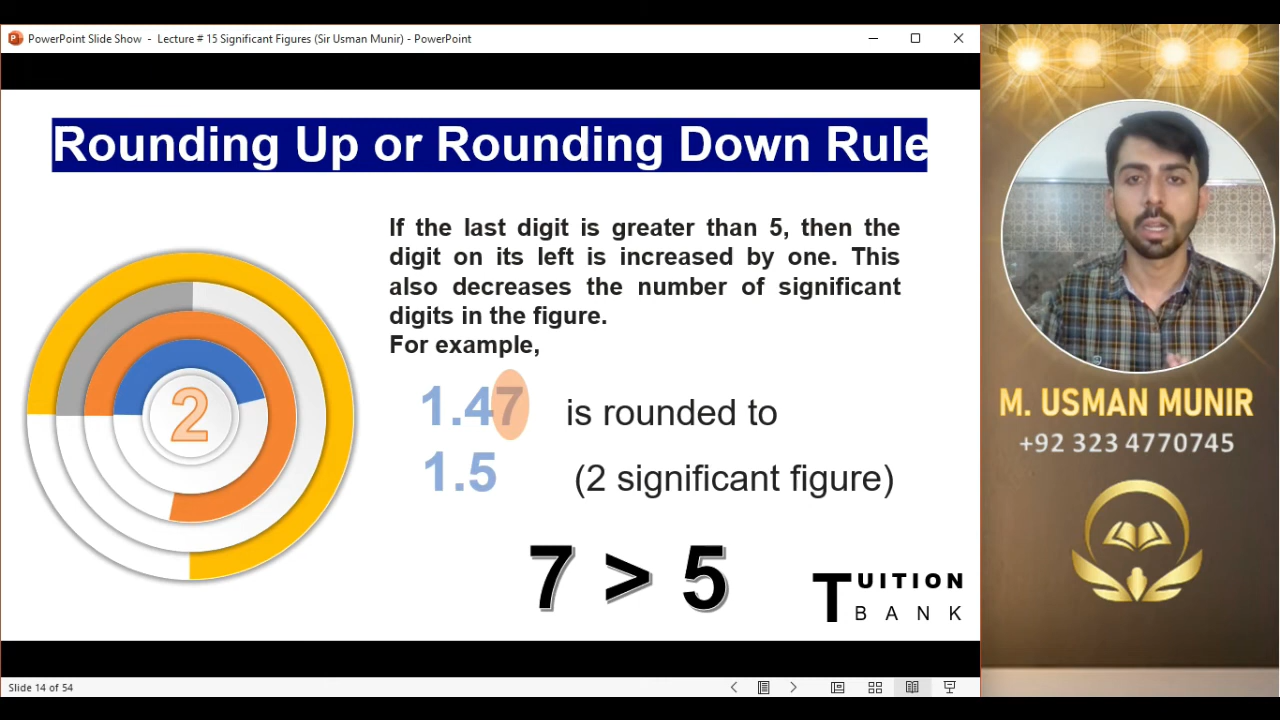 PowerPoint Slide Show - Lecture # 15 Significant Figures (Sir Usman Munir) - PowerPoint
Rounding Up or Rounding Down Rule
If the last digit is greater than 5, then the
digit on its left is increased by one. This
also decreases the number of significant
digits in the figure.
For example,
1.47 is rounded to
1.5 (2 significant figure)
2
7 > 5
TUITION
BANK
M. USMAN MUNIR
+92 323 4770745
Slide 14 of 54